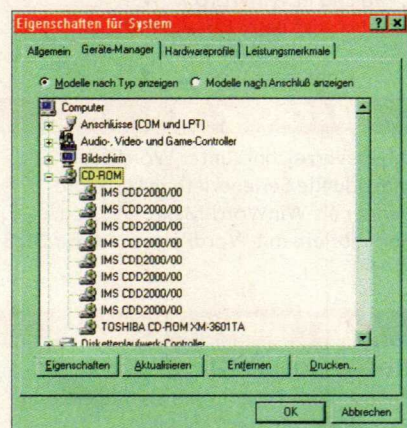 Eigenschaften für System
Allgemein Geräte-Manager Hardwareprofile Leistungsmerkmale
Modelle nach Typ anzeigen Modelle nach Anschluß anzeigen
Computer
Anschlüsse (COM und LPT)
Audio-, Video- und Game-Controller
Bildschirm
CD-ROM
IMS CDD2000/00
IMS CDD2000/00
IMS CDD2000/00
IMS CDD2000/00
IMS CDD2000/00
IMS CDD2000/00
IMS CDD2000/00
IMS CDD2000/00
IMS CDD2000/00
IMS CDD2000/00
TOSHIBA CD-ROM XM-3601TA
Diskettenlaufwerk-Controller
Eigenschaften Aktualisieren Entfernen Drucken...
OK Abbrechen